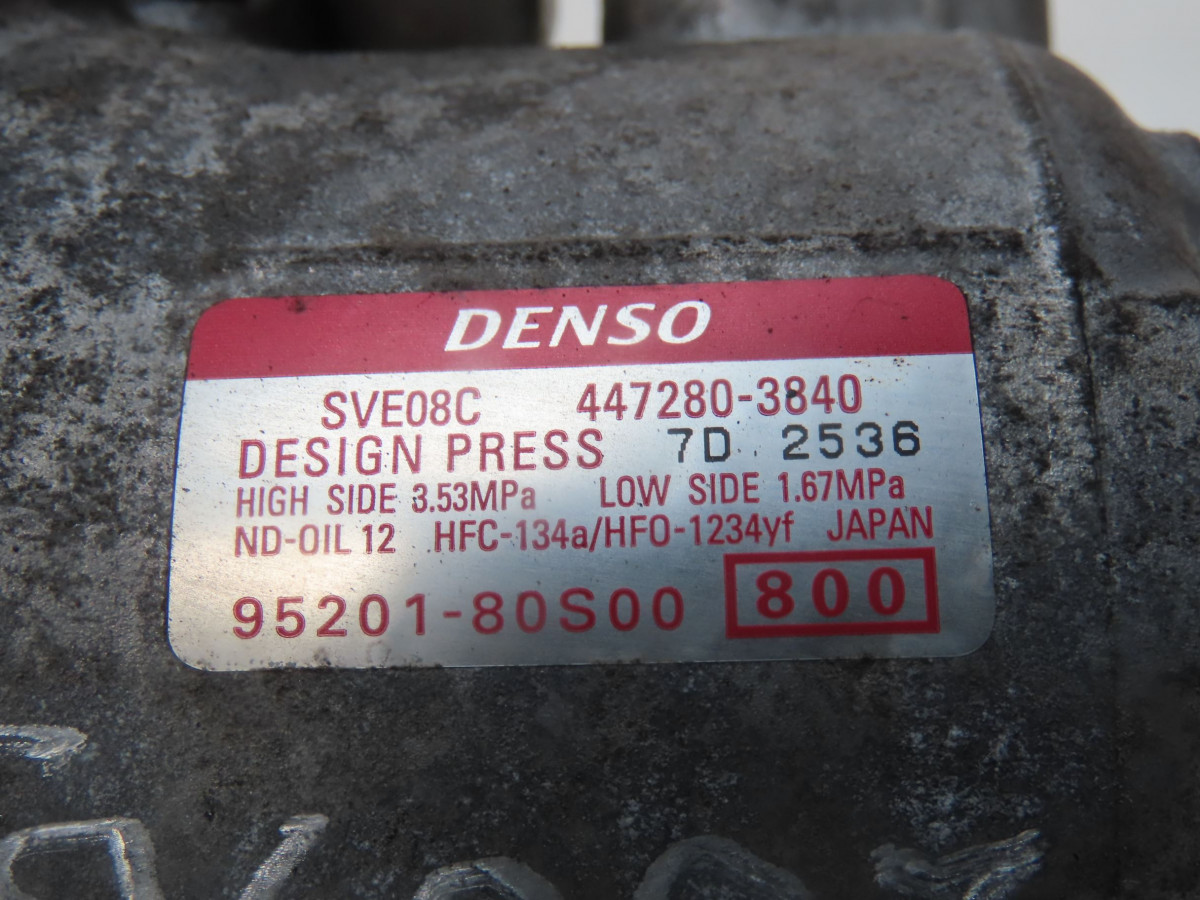 DENSO
SVE08C 447280-3840
DESIGN PRESS 7D 2536
HIGH SIDE 3.53MPa LOW SIDE 1.67MPa
ND-OIL 12 HFC-134a/HFO-1234yf JAPAN
95201-80S00 800